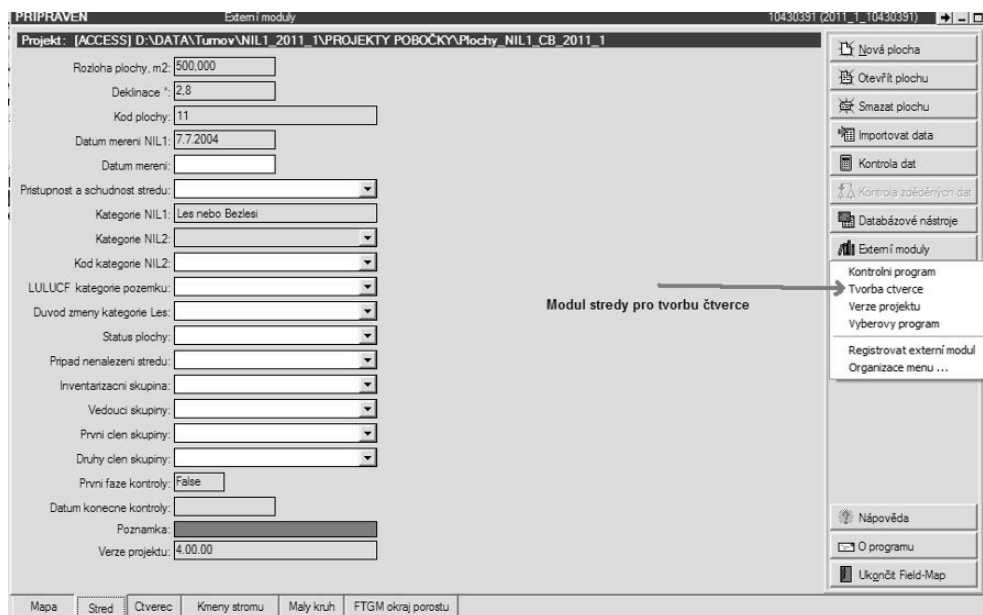 PRIPRAVEN Externí moduly 10430391 (2011_1_10430391)
Projekt: [ACCESS] D:\DATA\Turnov\NIL1_2011_1\PROJEKTY POBOČKY\Plochy_NIL1_CB_2011_1
Rozloha plochy, m2: 500,000
Deklinace °: 2,8
Kod plochy: 11
Datum mereni NIL1: 7.7.2004
Datum mereni:
Pristupnost a schudnost stredu:
Kategorie NIL1: Les nebo Bezlesi
Kategorie NIL2:
Kod kategorie NIL2:
LULUCF kategorie pozemku:
Duvod zmeny kategorie Les:
Status plochy:
Pripad nenalezeni stredu:
Inventarizacni skupina:
Vedouci skupiny:
Prvni clen skupiny:
Druhy clen skupiny:
Prvni faze kontroly: False
Datum konecne kontroly:
Poznamka:
Verze projektu: 4.00.00
Modul stredy pro tvorbu čtverce
Nová plocha
Otevřít plochu
Smazat plochu
Importovat data
Kontrola dat
Kontrola zděděných dat
Databázové nástroje
Externí moduly
Kontrolni program
Tvorba ctverce
Verze projektu
Vyberovy program
Registrovat externí modul
Organizace menu ...
Nápověda
O programu
Ukončit Field-Map
Mapa Stred Ctverec Kmeny stromu Maly kruh FTGM okraj porostu